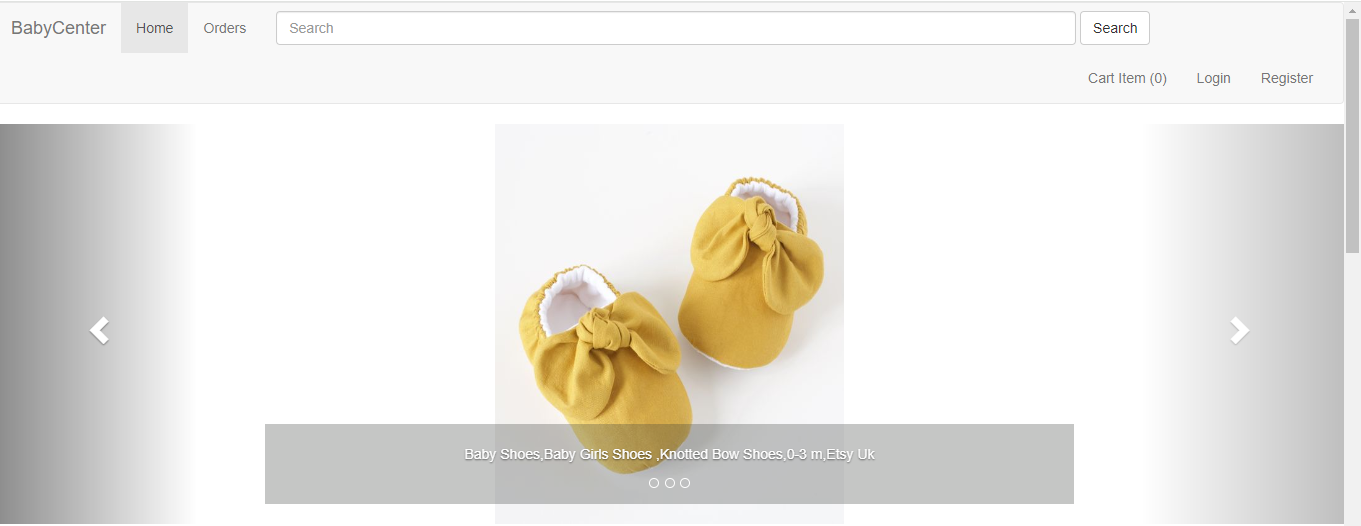 BabyCenter Home Orders Search Search
Cart Item (0) Login Register
Baby Shoes,Baby Girls Shoes ,Knotted Bow Shoes,0-3 m,Etsy Uk